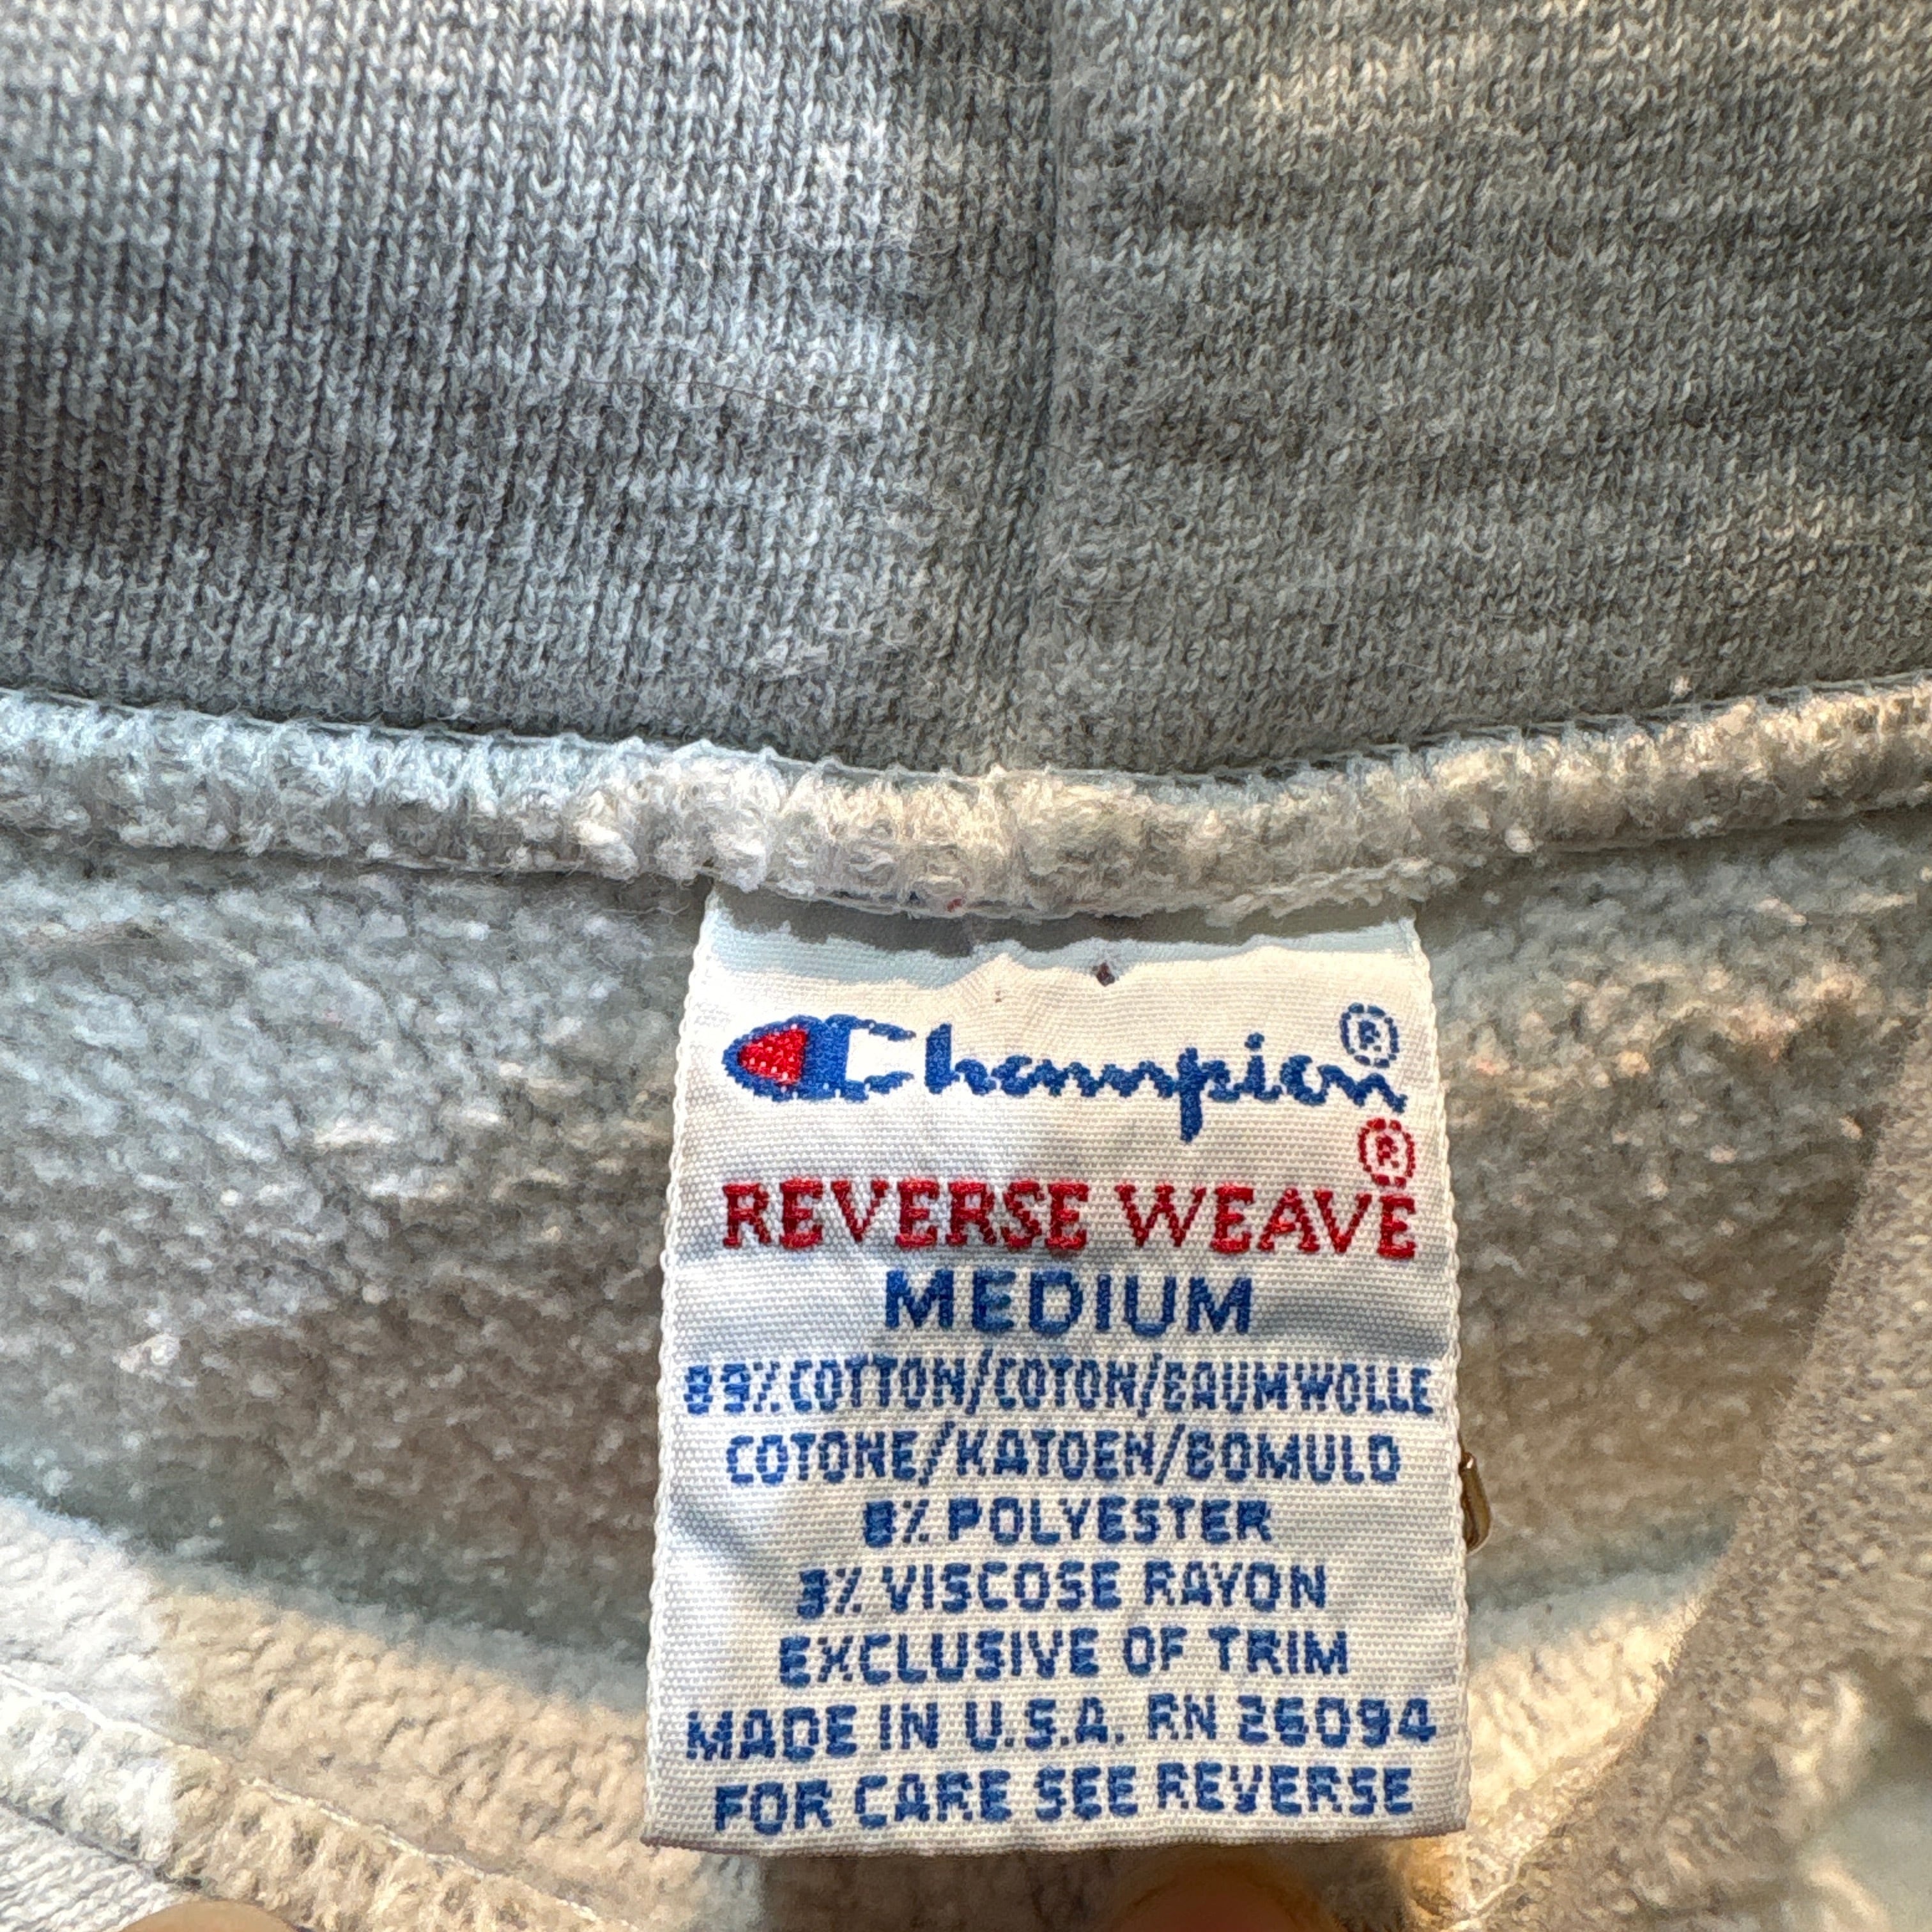 Champion®
REVERSE WEAVE®
MEDIUM
89% COTTON/COTON/BAUMWOLLE
COTONE/KATOEN/BOMULD
8% POLYESTER
3% VISCOSE RAYON
EXCLUSIVE OF TRIM
MADE IN U.S.A. RN 26094
FOR CARE SEE REVERSE